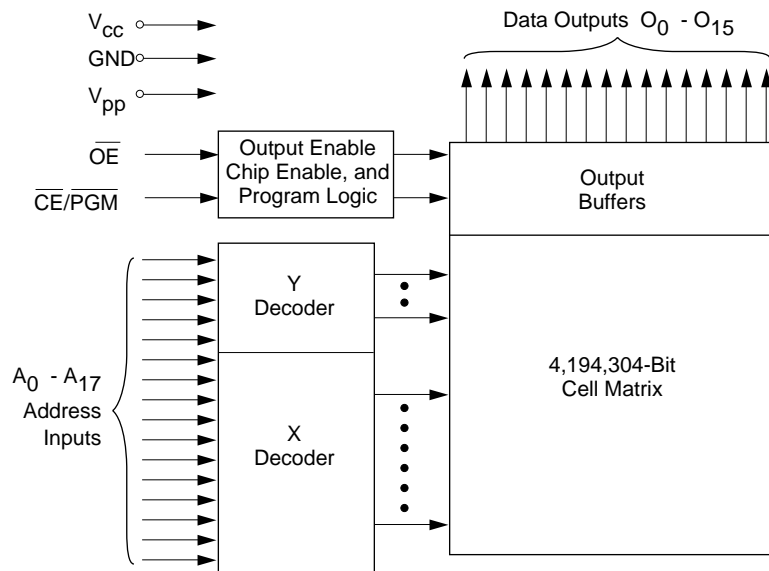 Data Outputs O0 - O15
Vcc
GND
Vpp
OE
CE/PGM
Output Enable
Chip Enable, and
Program Logic
Output
Buffers
Y
Decoder
A0 - A17
Address
Inputs
X
Decoder
4,194,304-Bit
Cell Matrix